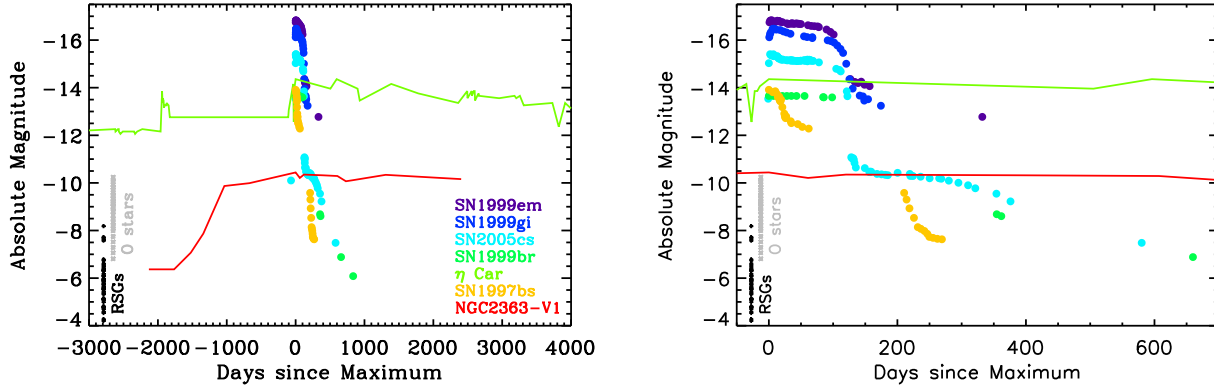 Absolute Magnitude
-16
-14
-12
-10
-8
-6
-4
-3000 -2000 -1000 0 1000 2000 3000 4000
Days since Maximum
RSGs
O stars
SN1999em
SN1999gi
SN2005cs
SN1999br
η Car
SN1997bs
NGC2363-V1
Absolute Magnitude
-16
-14
-12
-10
-8
-6
-4
0 200 400 600
Days since Maximum
RSGs
O stars